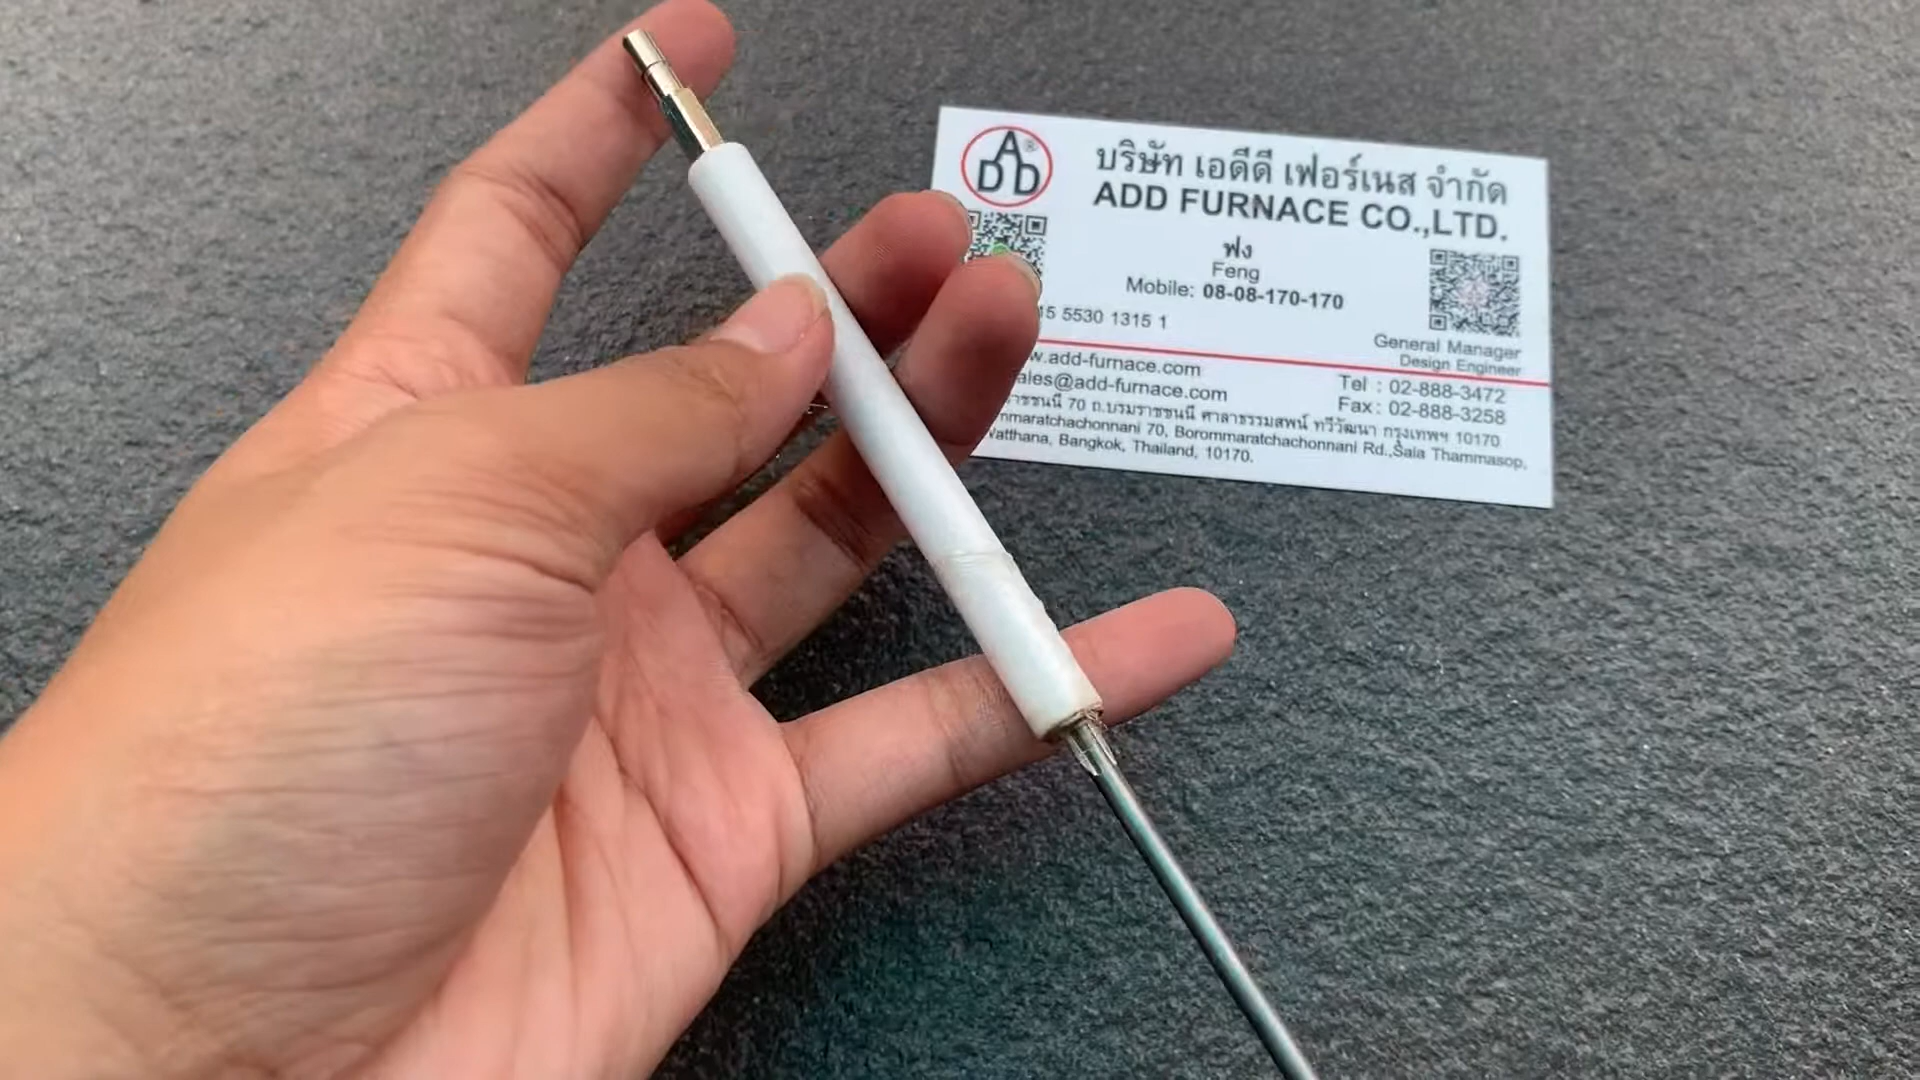 ADD®
บริษัท เอดีดี เฟอร์เนส จำกัด
ADD FURNACE CO.,LTD.
ฟง
Feng
Mobile: 08-08-170-170
15 5530 1315 1
General Manager
Design Engineer
w.add-furnace.com
ales@add-furnace.com
Tel : 02-888-3472
Fax : 02-888-3258
ราชชนนี 70 ถ.บรมราชชนนี ศาลาธรรมสพน์ ทวีวัฒนา กรุงเทพฯ 10170
mmaratchachonnani 70, Borommaratchachonnani Rd.,Sala Thammasop,
Watthana, Bangkok, Thailand, 10170.